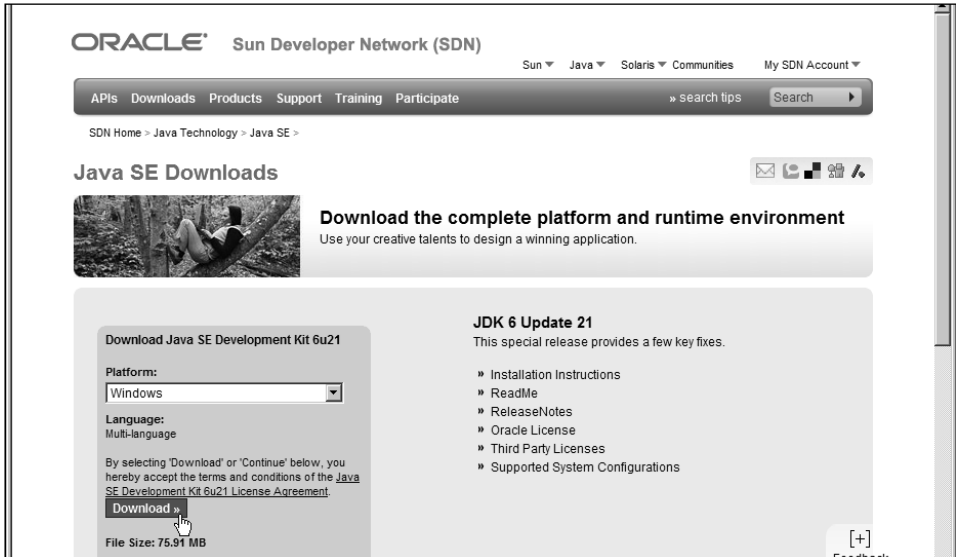 ORACLE Sun Developer Network (SDN)
Sun Java Solaris Communities My SDN Account
APIs Downloads Products Support Training Participate » search tips Search
SDN Home > Java Technology > Java SE >
Java SE Downloads
Download the complete platform and runtime environment
Use your creative talents to design a winning application.
Download Java SE Development Kit 6u21
Platform:
Windows
Language:
Multi-language
By selecting 'Download' or 'Continue' below, you
hereby accept the terms and conditions of the Java
SE Development Kit 6u21 License Agreement.
Download »
File Size: 75.91 MB
JDK 6 Update 21
This special release provides a few key fixes.
» Installation Instructions
» ReadMe
» ReleaseNotes
» Oracle License
» Third Party Licenses
» Supported System Configurations
[+]
Feedback